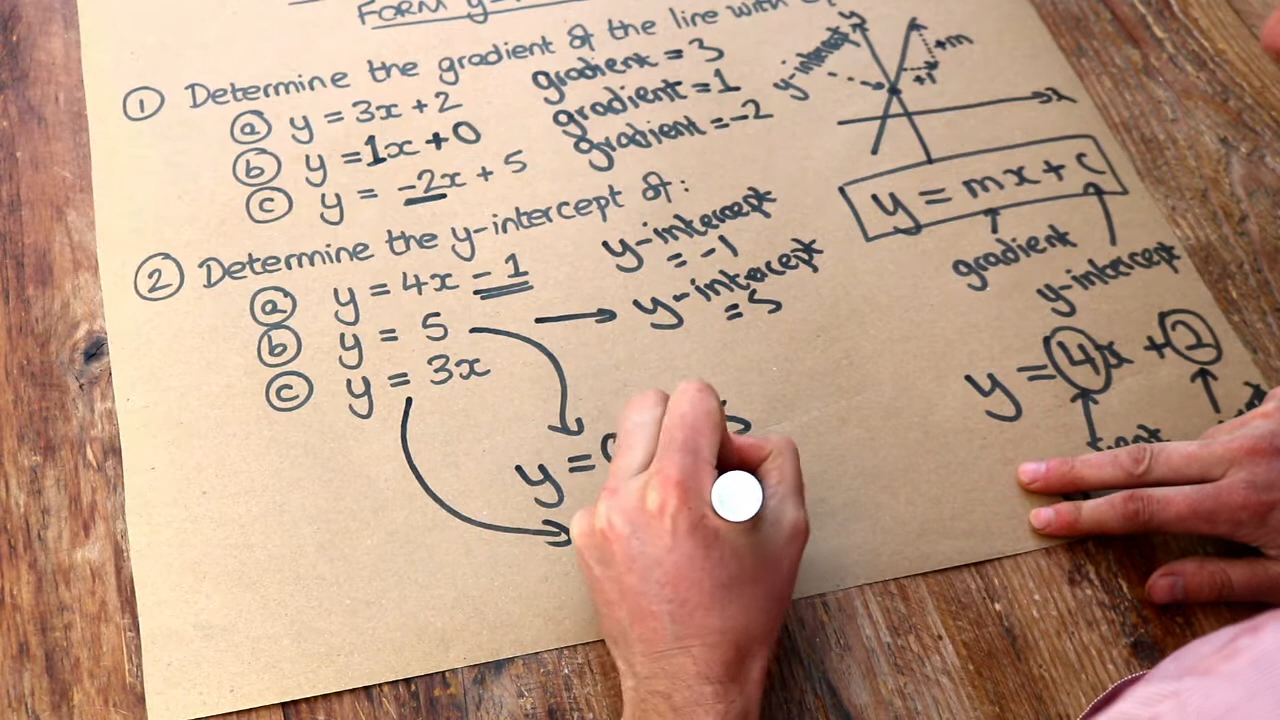 FORM y=
① Determine the gradient of the line with
ⓐ y = 3x + 2 gradient = 3
ⓑ y = 1x + 0 gradient = 1
ⓒ y = -2x + 5 gradient = -2
② Determine the y-intercept of:
ⓐ y = 4x - 1 y-intercept = -1
ⓑ y = 5 → y-intercept = 5
ⓒ y = 3x
y =
y
y-intercept
+m
+1
x
y = mx + c
gradient
y-intercept
y = 4x + 2